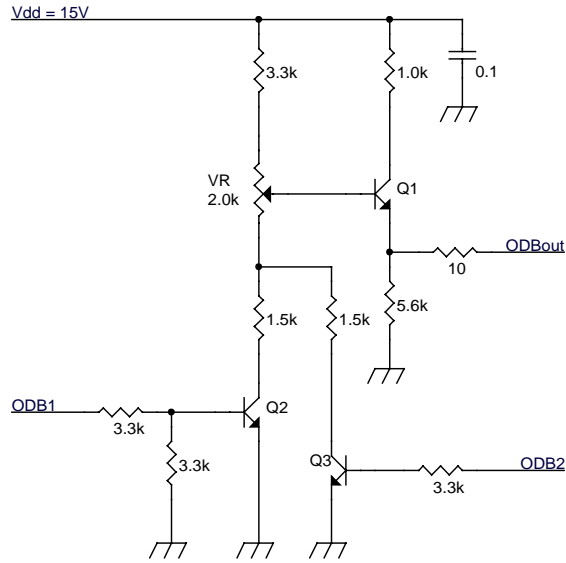 Vdd = 15V
3.3k
1.0k
0.1
VR
2.0k
Q1
ODBout
10
1.5k
1.5k
5.6k
ODB1
Q2
3.3k
3.3k
Q3
ODB2
3.3k